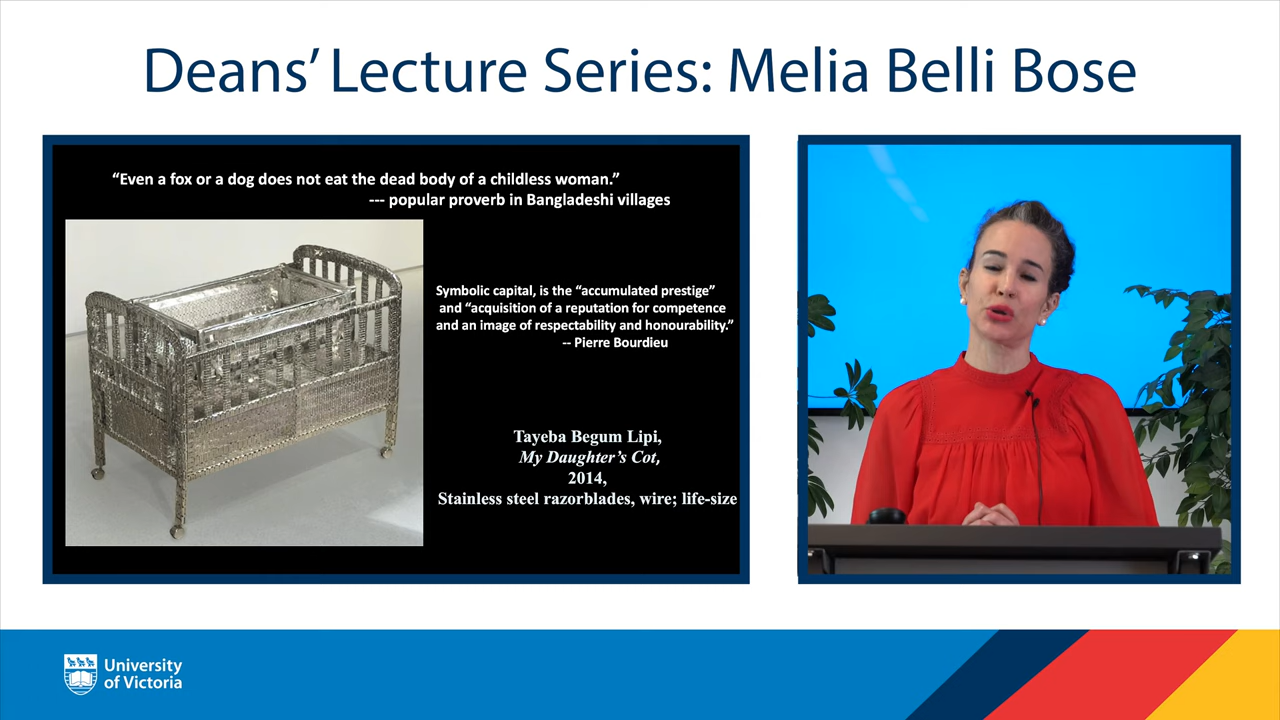 Deans’ Lecture Series: Melia Belli Bose
“Even a fox or a dog does not eat the dead body of a childless woman.”
--- popular proverb in Bangladeshi villages
Symbolic capital, is the “accumulated prestige”
and “acquisition of a reputation for competence
and an image of respectability and honourability.”
-- Pierre Bourdieu
Tayeba Begum Lipi,
My Daughter’s Cot,
2014,
Stainless steel razorblades, wire; life-size
University
of Victoria